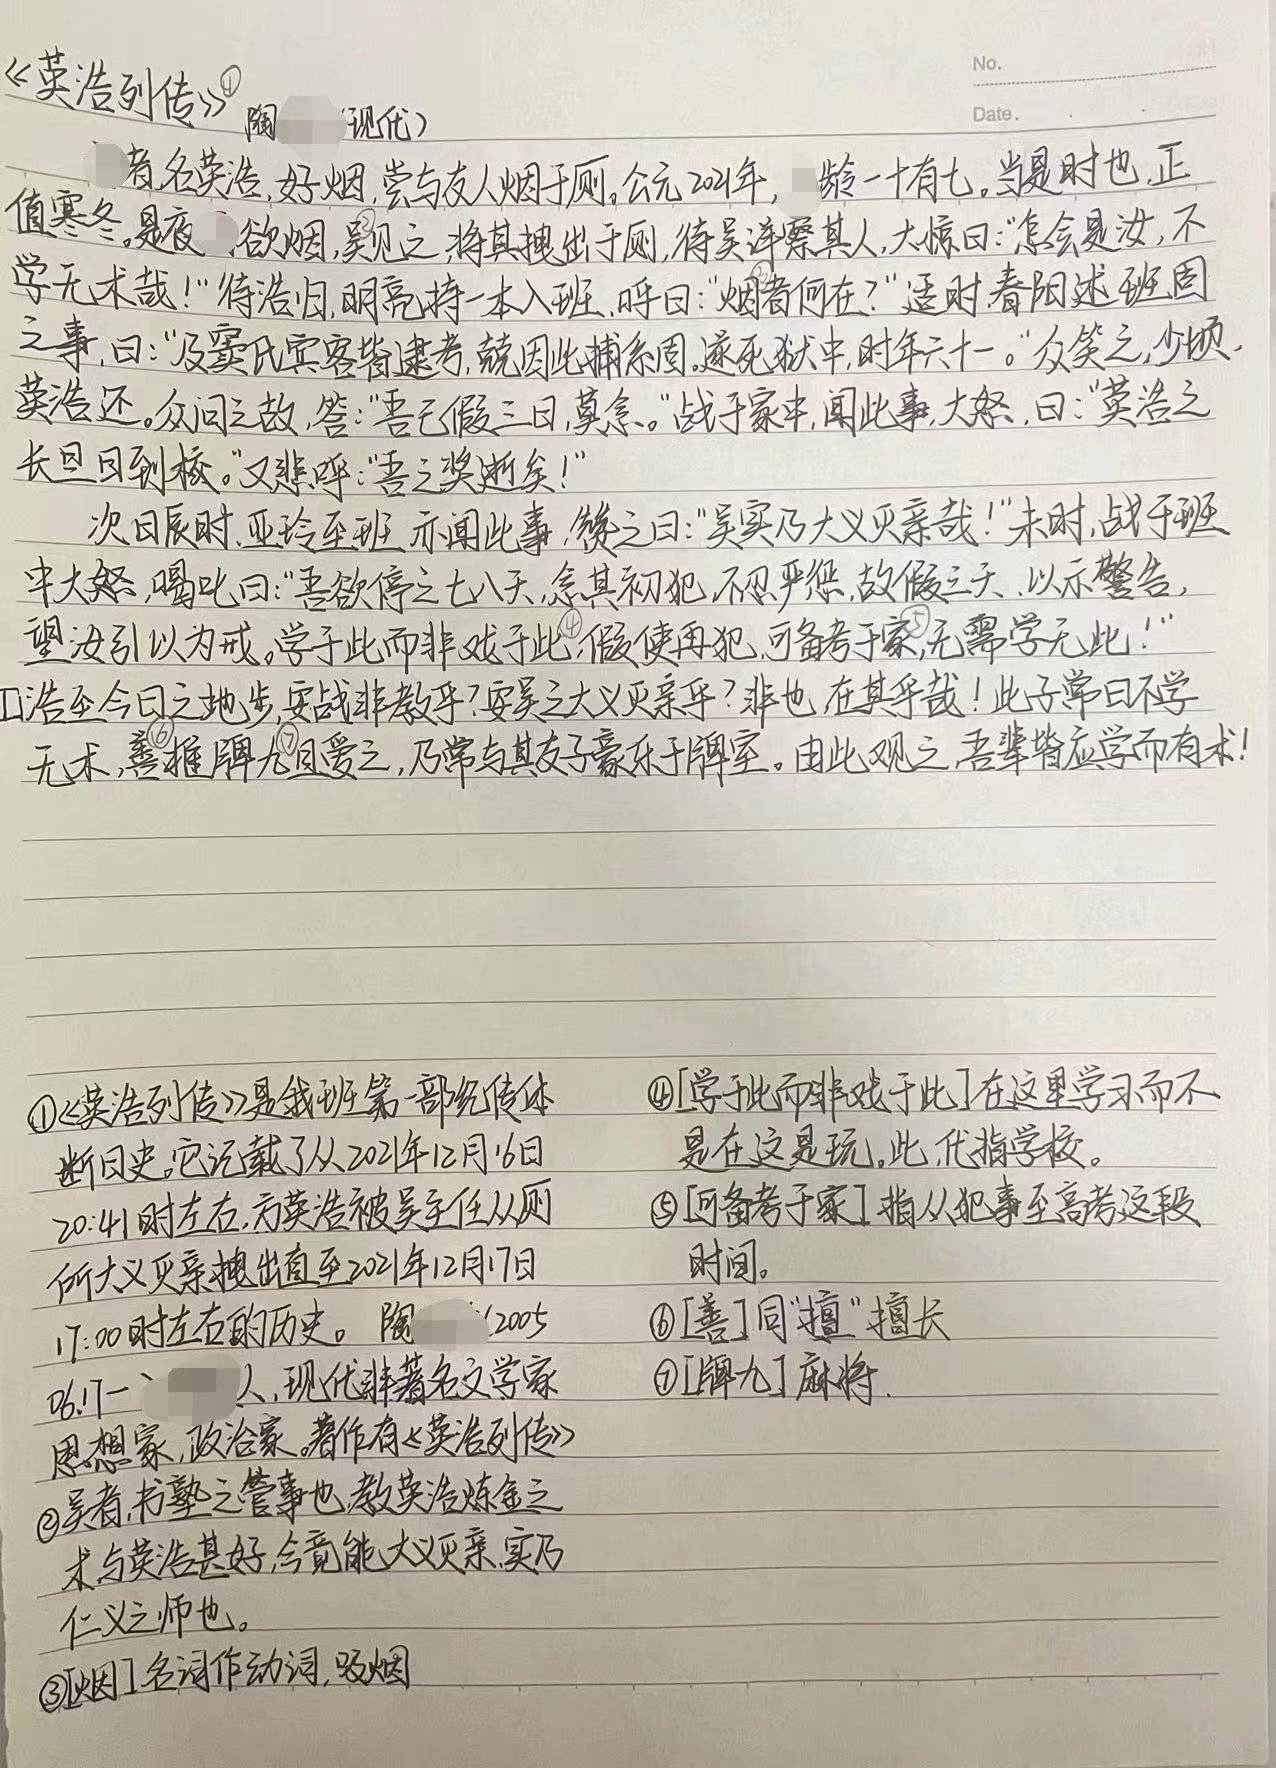 《英浩列传》①
No.
Date.
陶 (现代)
者名英浩,好烟,尝与友人烟于厕。公元2021年, 龄一十有七。当是时也,正
值寒冬。是夜 欲烟,吴②见之,将其拽出于厕,待吴详察其人,大惊曰:“怎会是汝,不
学无术哉!”待浩归,明亮持一本入班,呼曰:“烟③者何在?”适时春阳述班固
之事,曰:“及窦氏宾客皆逮考,兢因此捕系固。遂死狱中,时年六十一。”众笑之,少顷,
英浩还。众问之故,答:“吾已假三日,莫念。”战于家中,闻此事,大怒,曰:“英浩之
长旦日到校。”又悲呼:“吾之奖逝矣!”
次日辰时,亚玲至班,亦闻此事,赞之曰:“吴实乃大义灭亲哉!”未时,战于班
中大怒,喝叱曰:“吾欲停之七八天,念其初犯,不忍严惩,故假三天,以示警告,
望汝引以为戒。学于此而非戏于此④,假使再犯,可备考于家⑤,无需学无此!”
浩至今日之地步,安战非教乎?安吴之大义灭亲乎?非也,在其乎哉!此子常日不学
无术,善⑥推牌九⑦且爱之,乃常与其友子豪乐于牌室。由此观之,吾辈皆应学而有术!
①《英浩列传》是我班第一部纪传体
断日史。它记载了从2021年12月16日
20:41时左右,方英浩被吴主任从厕
所大义灭亲拽出直至2021年12月17日
17:00时左右的历史。陶 (2005
06.17— 人,现代非著名文学家
思想家,政治家。著作有《英浩列传》
②吴者,书塾之管事也,教英浩炼金之
术,与英浩甚好,今竟能大义灭亲,实乃
仁义之师也。
③[烟]名词作动词,吸烟
④[学于此而非戏于此]在这里学习而不
是在这是玩。此,代指学校。
⑤[可备考于家]指从犯事至高考这段
时间。
⑥[善]同“擅”擅长
⑦[牌九]麻将.